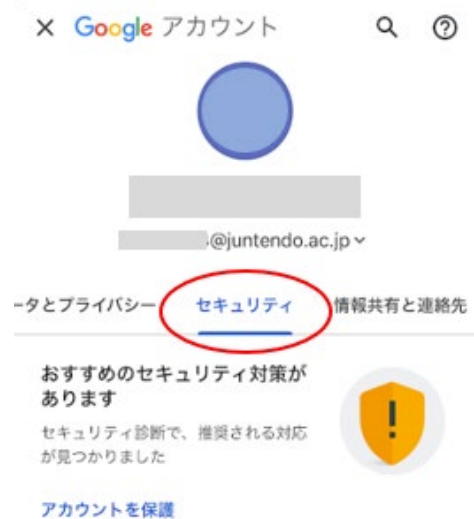 × Google アカウント
@juntendo.ac.jp
ータとプライバシー セキュリティ 情報共有と連絡先
おすすめのセキュリティ対策が
あります
セキュリティ診断で、推奨される対応
が見つかりました
アカウントを保護